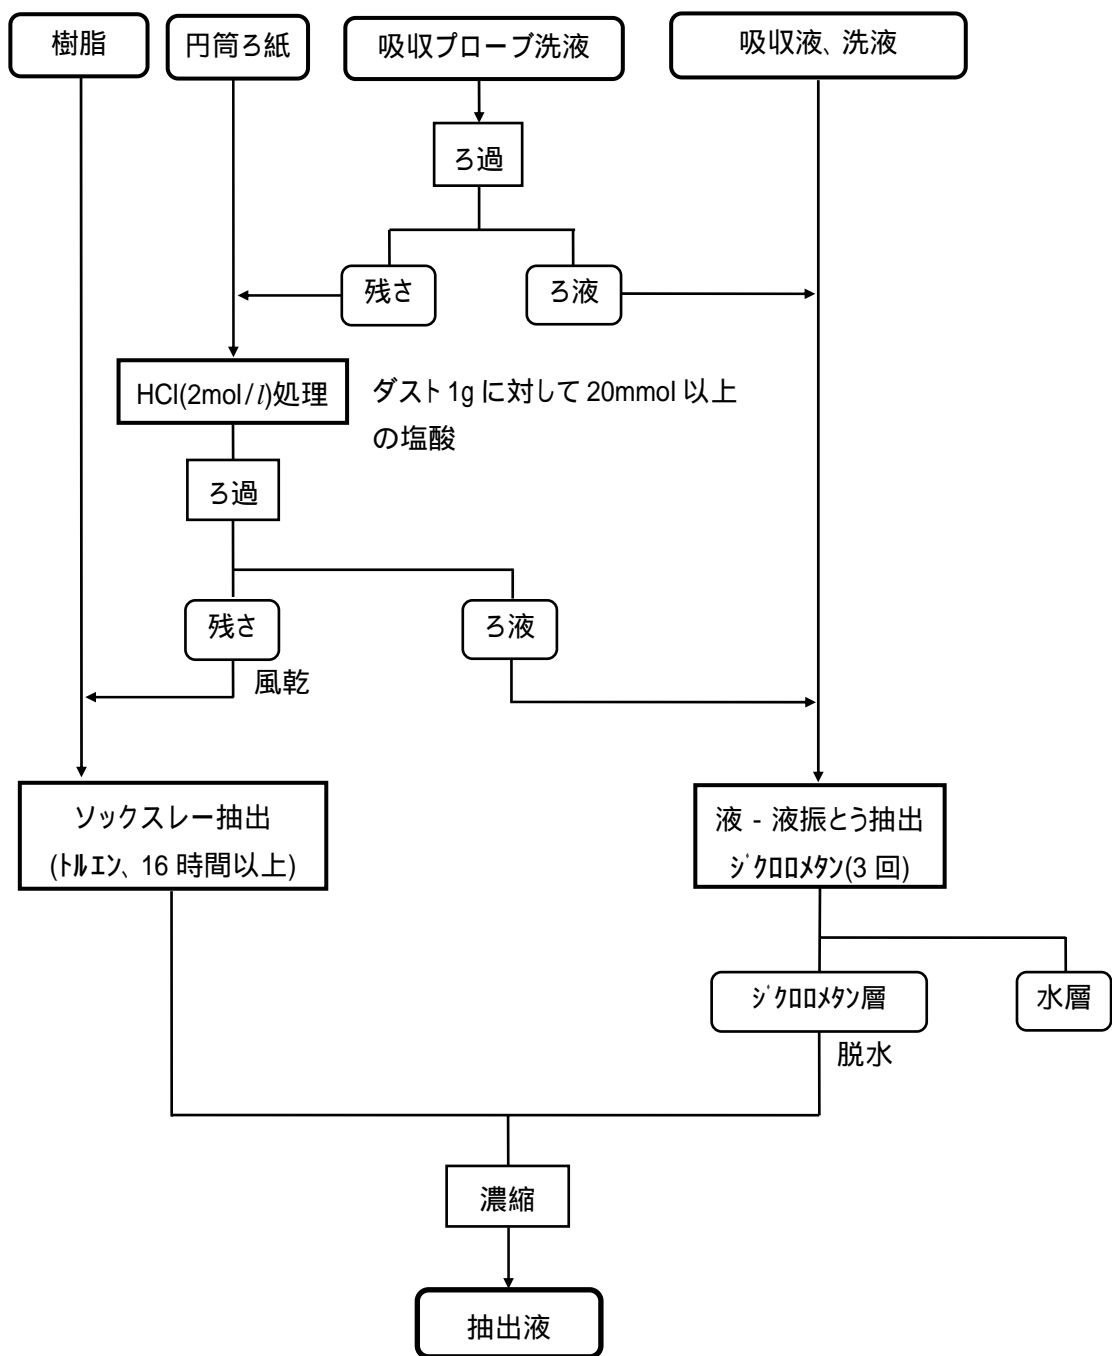 樹脂
円筒ろ紙
吸収プローブ洗液
吸収液、洗液
ろ過
残さ
ろ液
HCl(2mol/l)処理
ダスト1gに対して20mmol以上
の塩酸
ろ過
残さ
ろ液
風乾
ソックスレー抽出
(トルエン、16時間以上)
液-液振とう抽出
ジクロロメタン(3回)
ジクロロメタン層
水層
脱水
濃縮
抽出液